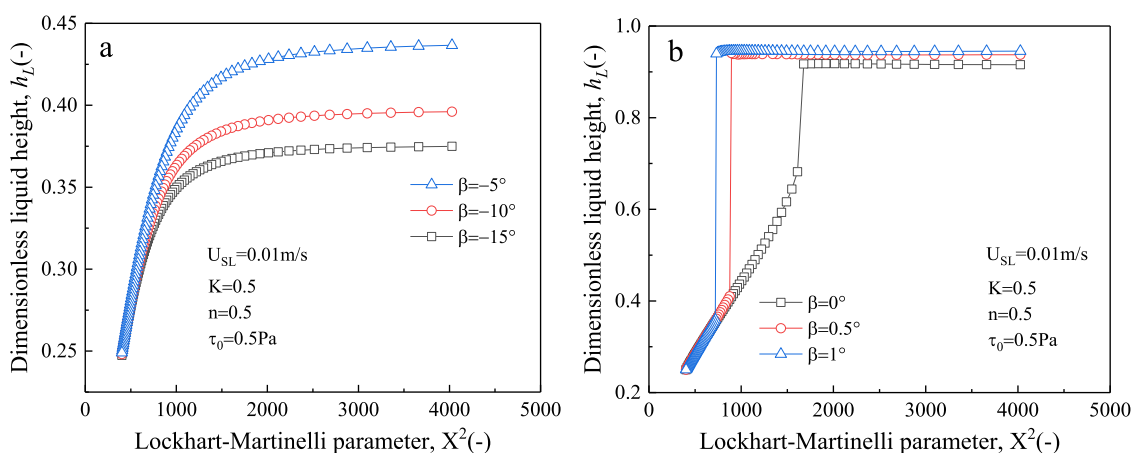 a
Dimensionless liquid height, h_L(-)
0.45
0.40
0.35
0.30
0.25
β=−5°
β=−10°
β=−15°
U_SL=0.01m/s
K=0.5
n=0.5
τ_0=0.5Pa
0 1000 2000 3000 4000 5000
Lockhart-Martinelli parameter, X²(-)
b
Dimensionless liquid height, h_L(-)
1.0
0.8
0.6
0.4
0.2
U_SL=0.01m/s
K=0.5
n=0.5
τ_0=0.5Pa
β=0°
β=0.5°
β=1°
0 1000 2000 3000 4000 5000
Lockhart-Martinelli parameter, X²(-)